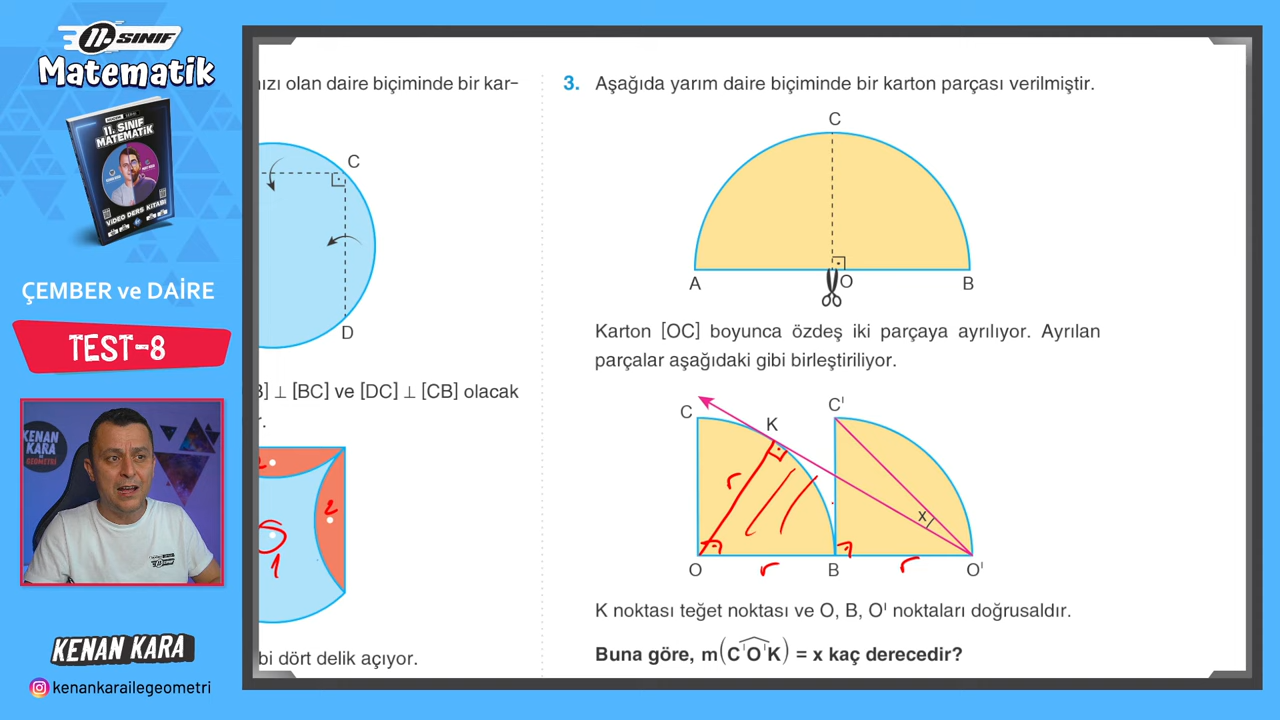 11. SINIF
Matematik
11. SINIF
MATEMATİK
VİDEO DERS KİTABI
ÇEMBER ve DAİRE
TEST-8
KENAN
KARA
GEOMETRİ
KENAN KARA
kenankarailegeometri
ızı olan daire biçiminde bir kar-
C
D
B] ⊥ [BC] ve [DC] ⊥ [CB] olacak
r.
2
2
1
bi dört delik açıyor.
3. Aşağıda yarım daire biçiminde bir karton parçası verilmiştir.
C
A
O
B
Karton [OC] boyunca özdeş iki parçaya ayrılıyor. Ayrılan
parçalar aşağıdaki gibi birleştiriliyor.
C
K
C'
r
x
O
r
B
r
O'
K noktası teğet noktası ve O, B, O' noktaları doğrusaldır.
Buna göre, m(C'O'K) = x kaç derecedir?